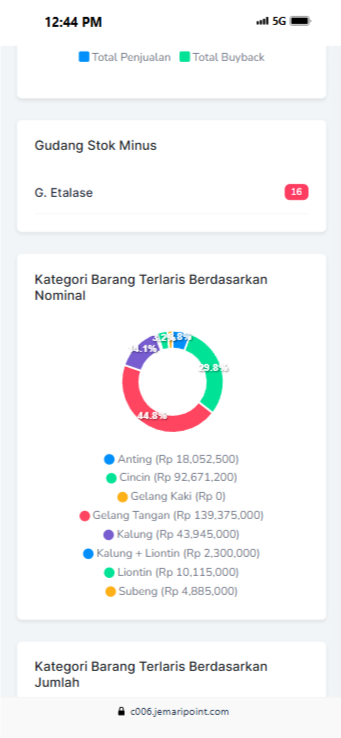 12:44 PM
5G
Total Penjualan Total Buyback
Gudang Stok Minus
G. Etalase 16
Kategori Barang Terlaris Berdasarkan
Nominal
29.8%
44.8%
14.1%
Anting (Rp 18,052,500)
Cincin (Rp 92,671,200)
Gelang Kaki (Rp 0)
Gelang Tangan (Rp 139,375,000)
Kalung (Rp 43,945,000)
Kalung + Liontin (Rp 2,300,000)
Liontin (Rp 10,115,000)
Subeng (Rp 4,885,000)
Kategori Barang Terlaris Berdasarkan
Jumlah
c006.jemaripoint.com